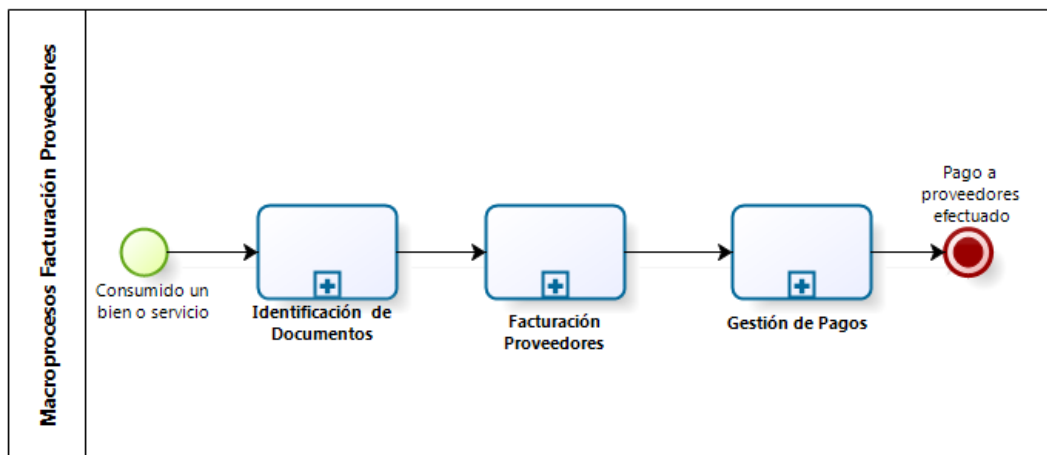 Macroprocesos Facturación Proveedores
Consumido un
bien o servicio
Identificación de
Documentos
Facturación
Proveedores
Gestión de Pagos
Pago a
proveedores
efectuado